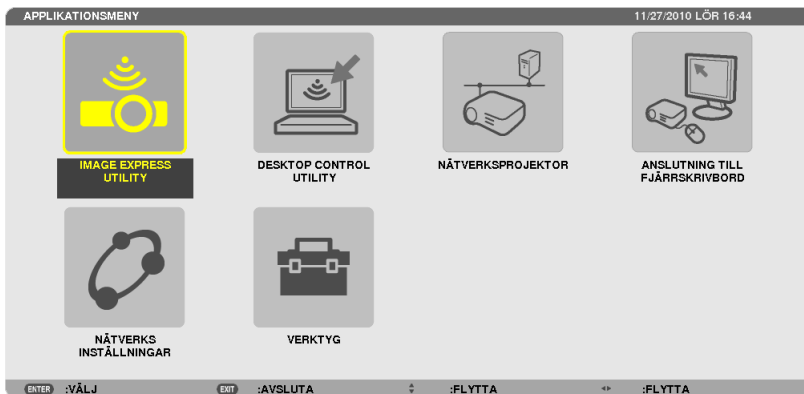 APPLIKATIONSMENY 11/27/2010 LÖR 16:44
IMAGE EXPRESS
UTILITY
DESKTOP CONTROL
UTILITY
NÄTVERKSPROJEKTOR
ANSLUTNING TILL
FJÄRRSKRIVBORD
NÄTVERKS
INSTÄLLNINGAR
VERKTYG
ENTER :VÄLJ EXIT :AVSLUTA :FLYTTA :FLYTTA